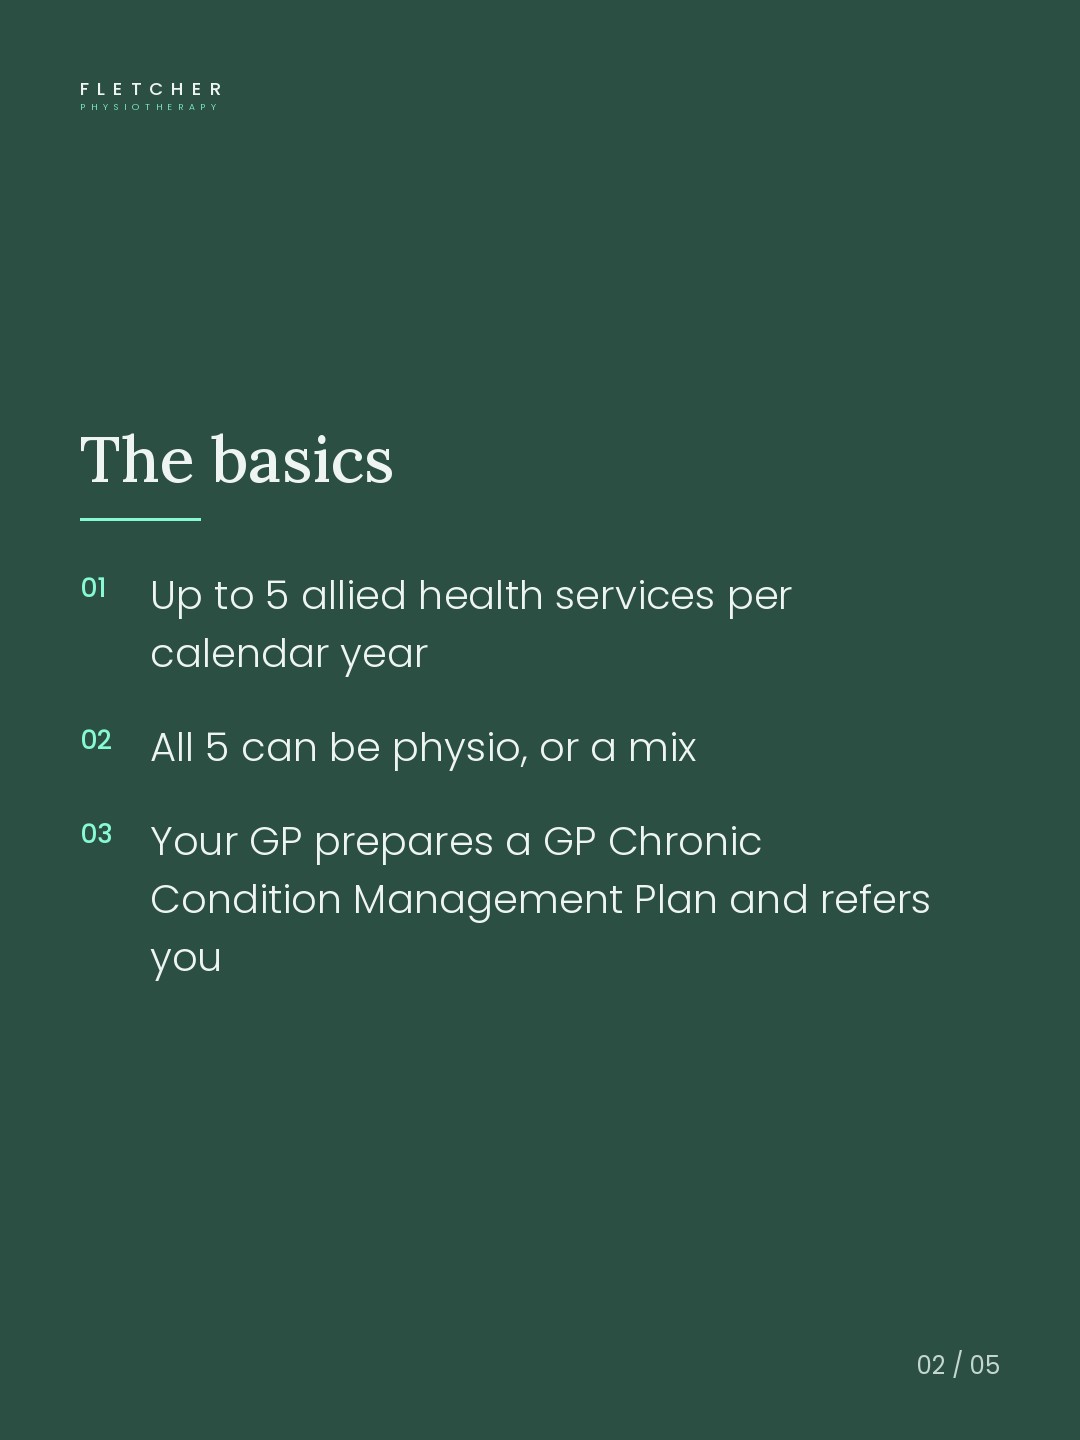 FLETCHER
PHYSIOTHERAPY
The basics
01 Up to 5 allied health services per
calendar year
02 All 5 can be physio, or a mix
03 Your GP prepares a GP Chronic
Condition Management Plan and refers
you
02 / 05